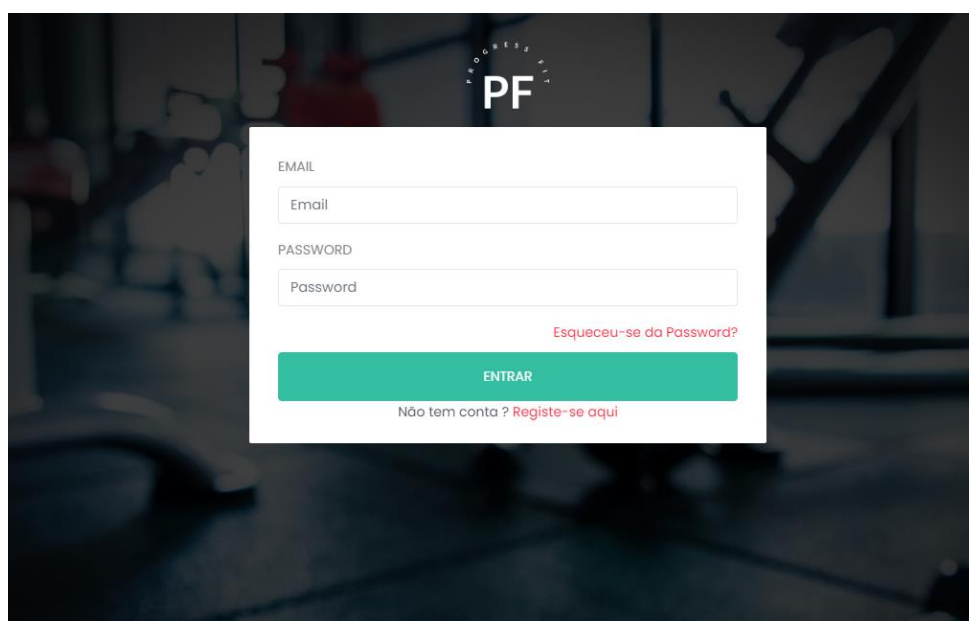 PROGRESS FIT
PF
EMAIL
Email
PASSWORD
Password
Esqueceu-se da Password?
ENTRAR
Não tem conta ? Registe-se aqui